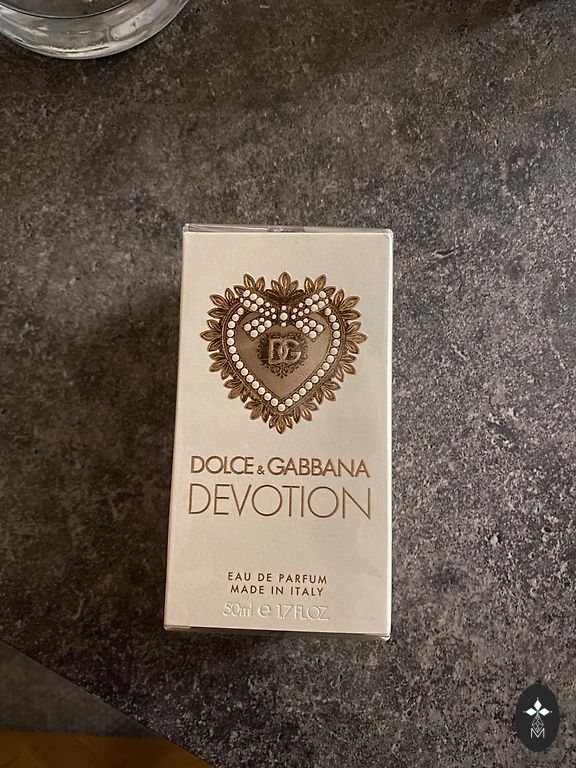 DG
DOLCE & GABBANA
DEVOTION
EAU DE PARFUM
MADE IN ITALY
50ml ℮ 1.7 FL.OZ.
M